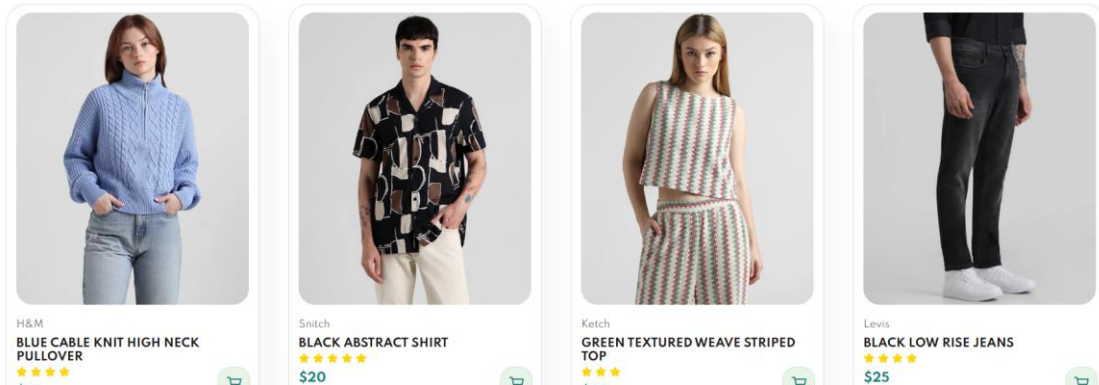 H&M
BLUE CABLE KNIT HIGH NECK
PULLOVER
Snitch
BLACK ABSTRACT SHIRT
$20
Ketch
GREEN TEXTURED WEAVE STRIPED
TOP
Levis
BLACK LOW RISE JEANS
$25